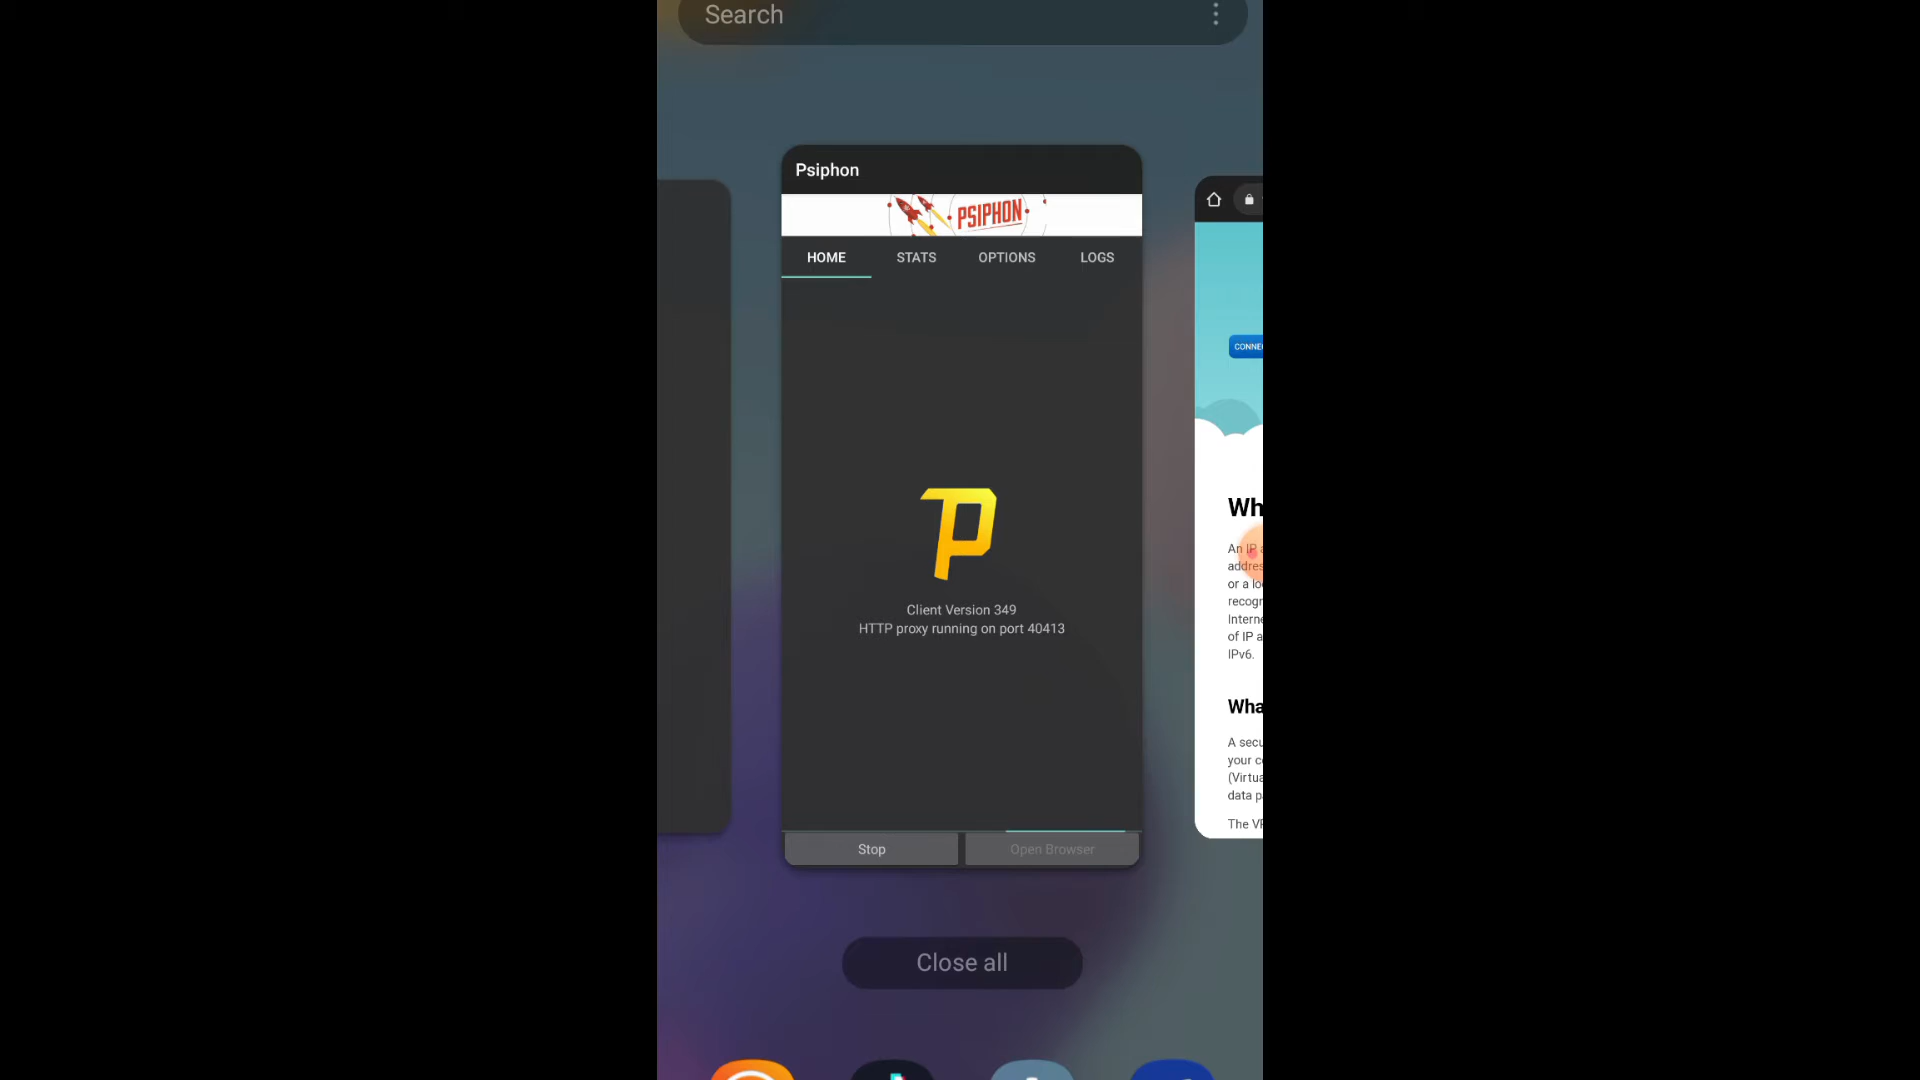 Search
Psiphon
PSIPHON
HOME
STATS
OPTIONS
LOGS
Client Version 349
HTTP proxy running on port 40413
Stop
Open Browser
Close all
CONNE
Wh
An IP a
addres
or a lo
recogn
Interne
of IP a
IPv6.
Wha
A secu
your co
(Virtua
data p
The VP